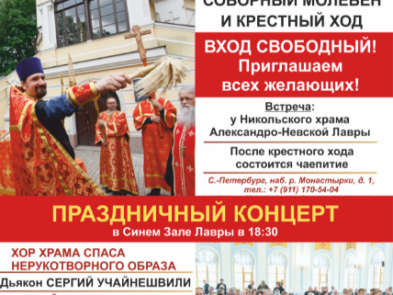 СОБОРНЫЙ МОЛЕБЕН
И КРЕСТНЫЙ ХОД
ВХОД СВОБОДНЫЙ!
Приглашаем
всех желающих!
Встреча:
у Никольского храма
Александро-Невской Лавры
После крестного хода
состоится чаепитие
С.-Петербург, наб. р. Монастырки, д. 1,
тел.: +7 (911) 170-54-04
ПРАЗДНИЧНЫЙ КОНЦЕРТ
в Синем Зале Лавры в 18:30
ХОР ХРАМА СПАСА
НЕРУКОТВОРНОГО ОБРАЗА
Дьякон СЕРГИЙ УЧАЙНЕШВИЛИ